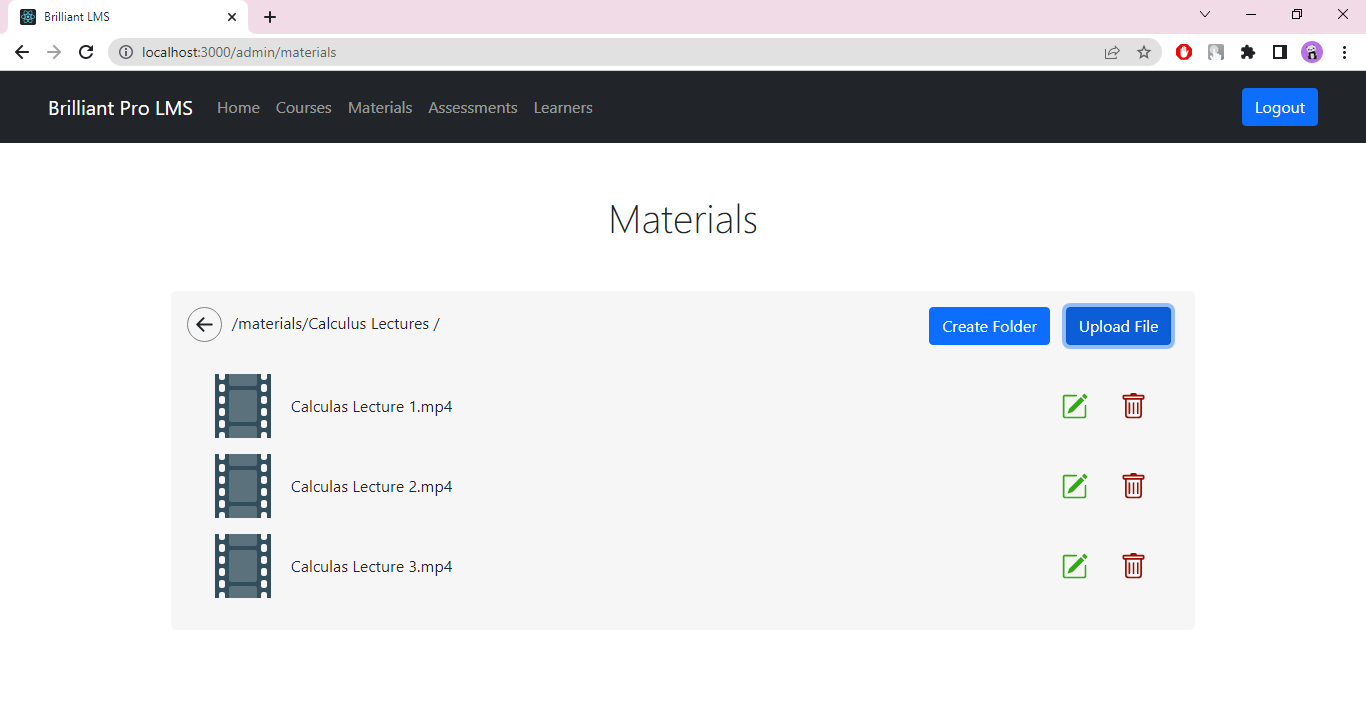 Brilliant LMS
localhost:3000/admin/materials
Brilliant Pro LMS Home Courses Materials Assessments Learners Logout
Materials
/materials/Calculus Lectures / Create Folder Upload File
Calculas Lecture 1.mp4
Calculas Lecture 2.mp4
Calculas Lecture 3.mp4